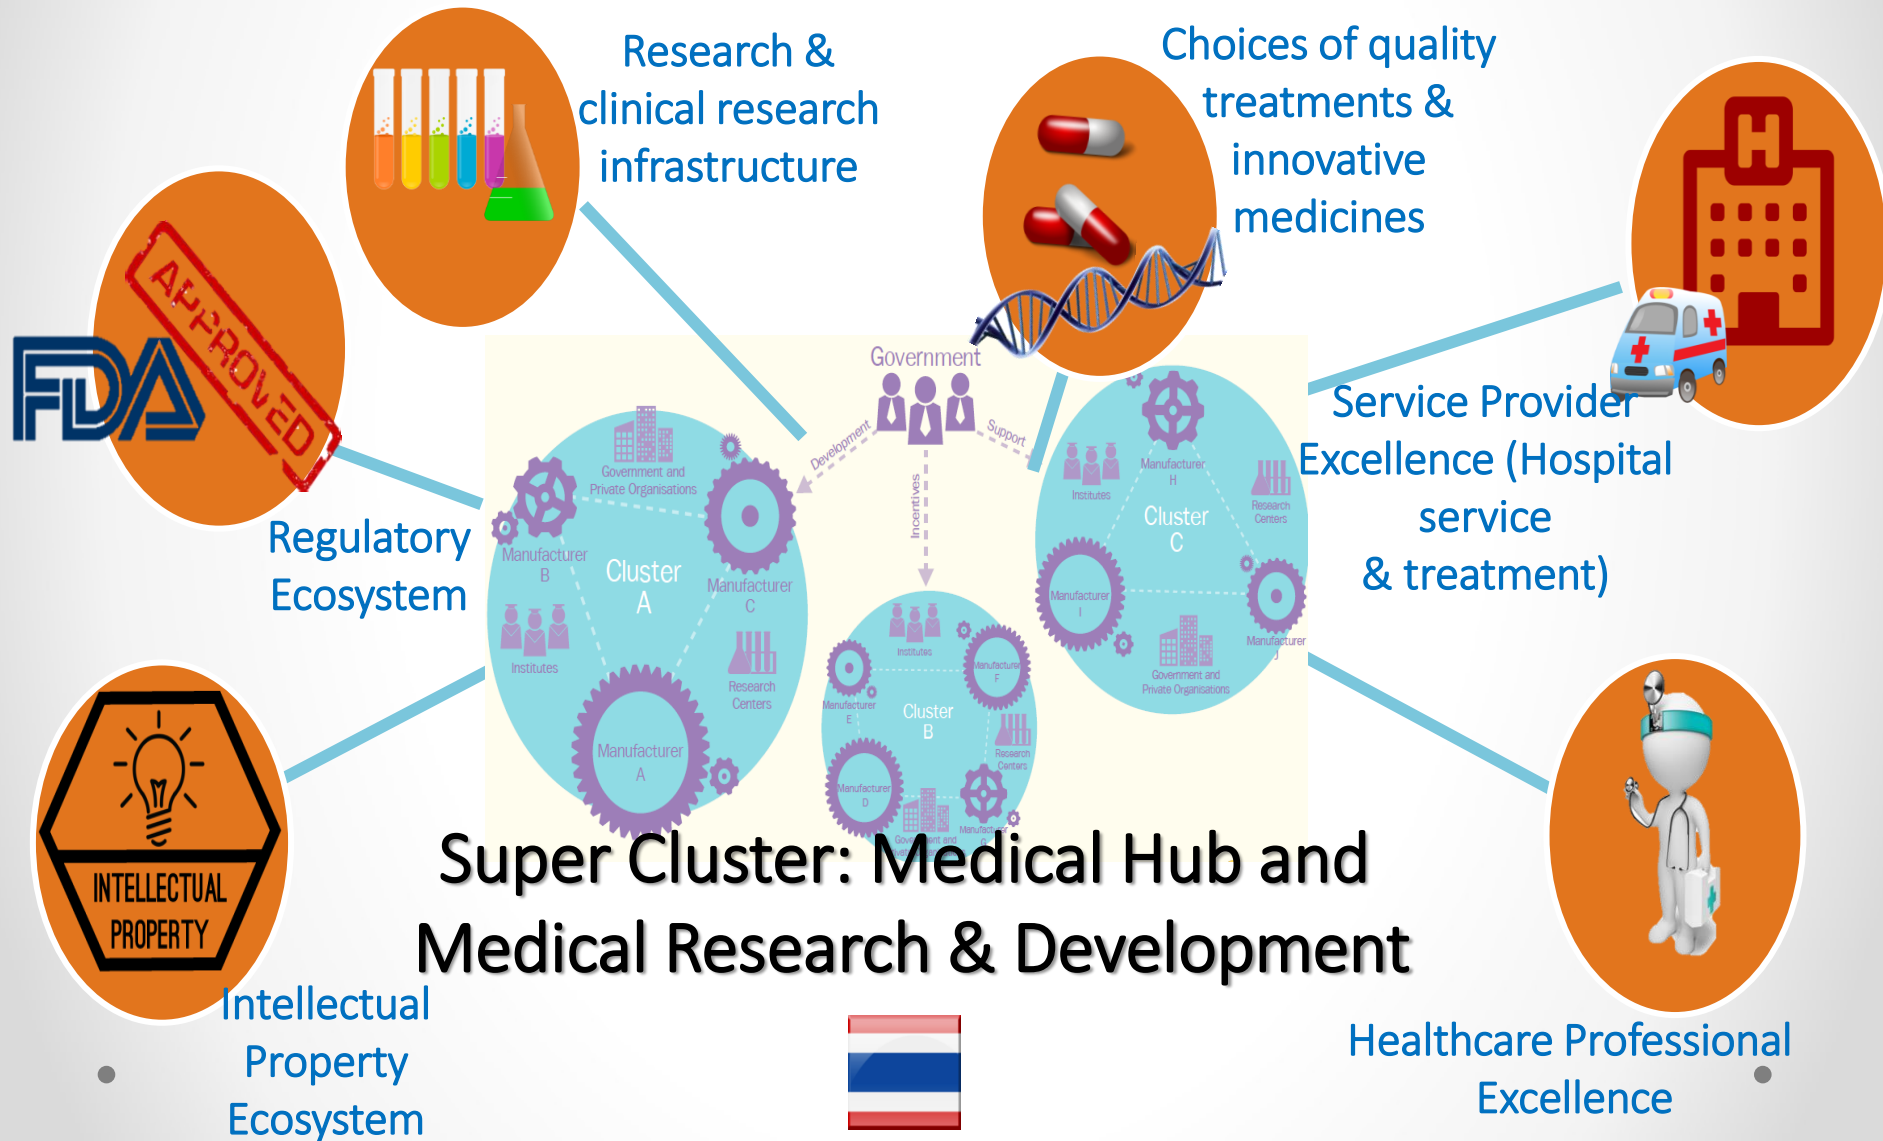 Research &
clinical research
infrastructure
Choices of quality
treatments &
innovative
medicines
H
APPROVED
FDA
Regulatory
Ecosystem
Service Provider
Excellence (Hospital
service
& treatment)
Government
Development
Incentives
Support
Government and
Private Organisations
Manufacturer
B
Cluster
A
Manufacturer
C
Institutes
Research
Centers
Manufacturer
A
Institutes
Manufacturer
E
Manufacturer
F
Cluster
B
Research
Centers
Manufacturer
D
Manufacturer
G
Government and
Manufacturer
H
Institutes
Research
Centers
Cluster
C
Manufacturer
I
Manufacturer
J
Government and
Private Organisations
INTELLECTUAL
PROPERTY
Intellectual
Property
Ecosystem
Super Cluster: Medical Hub and
Medical Research & Development
Healthcare Professional
Excellence